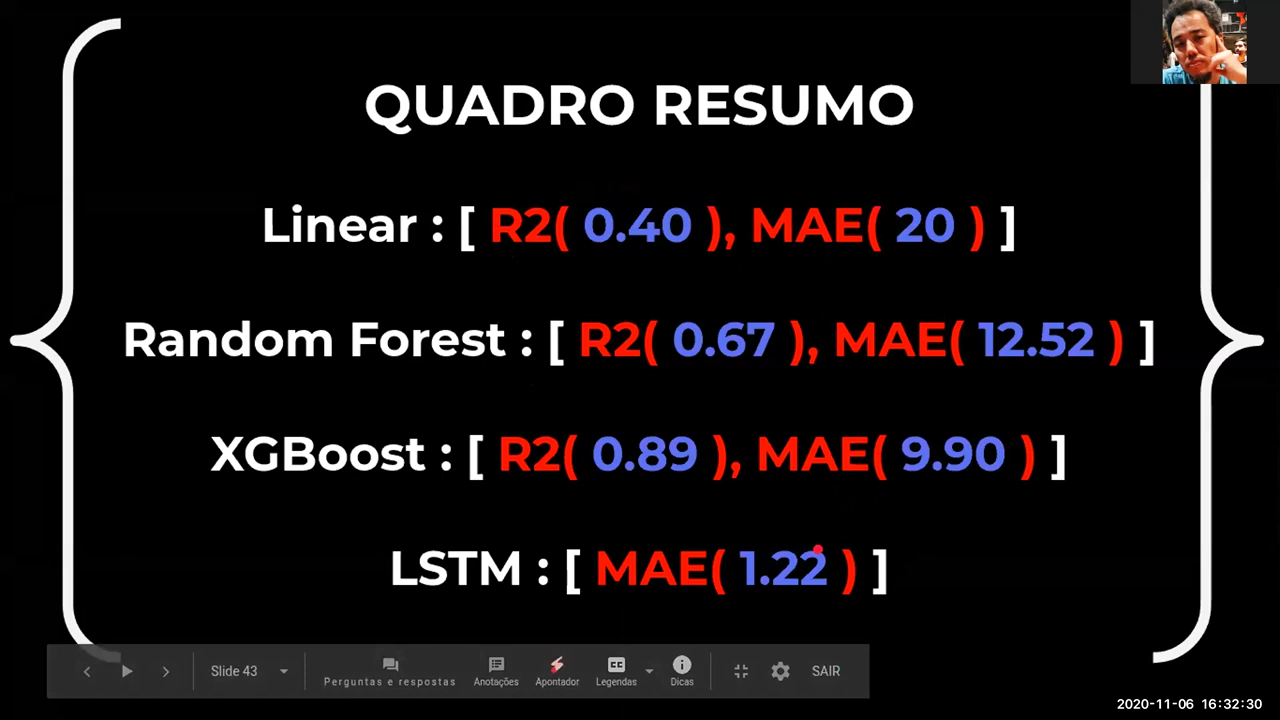 QUADRO RESUMO
Linear : [ R2( 0.40 ), MAE( 20 ) ]
Random Forest : [ R2( 0.67 ), MAE( 12.52 ) ]
XGBoost : [ R2( 0.89 ), MAE( 9.90 ) ]
LSTM : [ MAE( 1.22 ) ]
Slide 43
Perguntas e respostas
Anotações
Apontador
CC
Legendas
Dicas
SAIR
2020-11-06 16:32:30